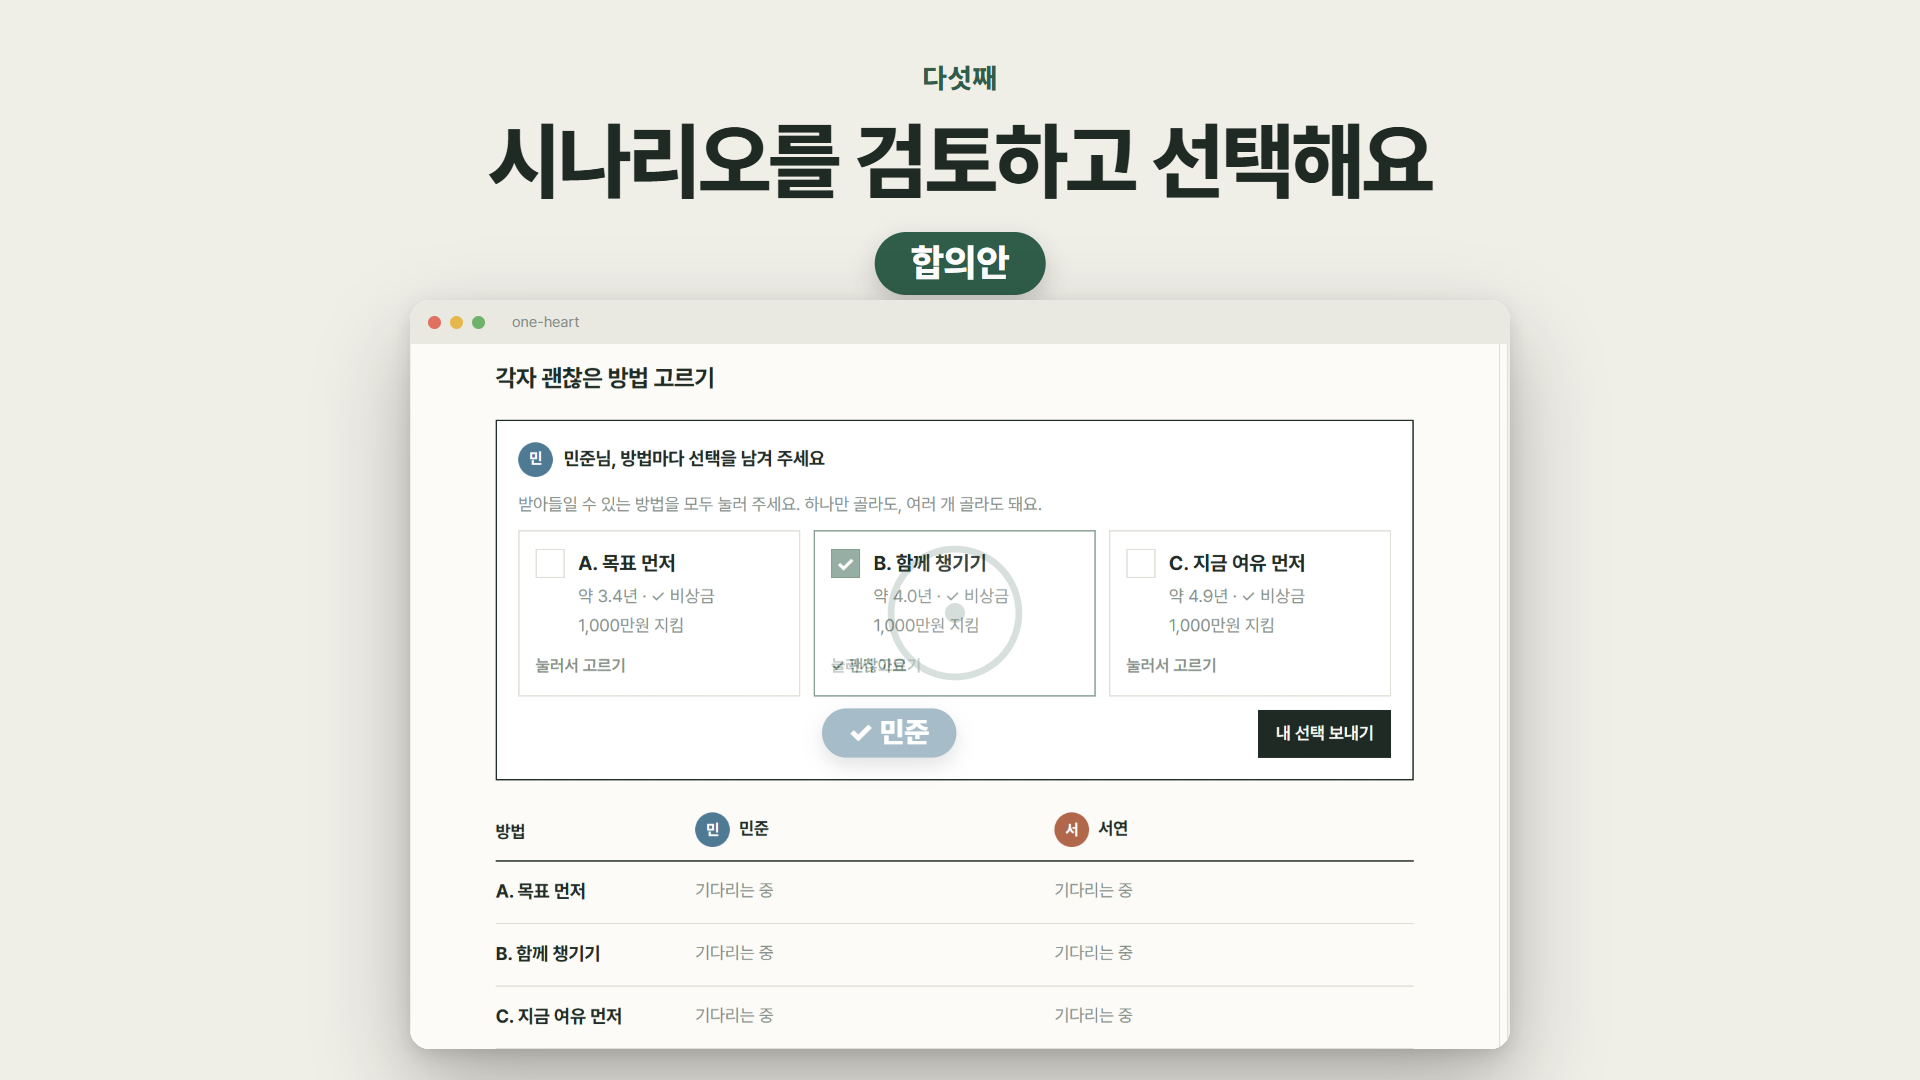 다섯째
시나리오를 검토하고 선택해요
합의안
one-heart
각자 괜찮은 방법 고르기
민 민준님, 방법마다 선택을 남겨 주세요
받아들일 수 있는 방법을 모두 눌러 주세요. 하나만 골라도, 여러 개 골라도 돼요.
A. 목표 먼저
약 3.4년 · ✓ 비상금
1,000만원 지킴
눌러서 고르기
B. 함께 챙기기
약 4.0년 · ✓ 비상금
1,000만원 지킴
✓ 괜찮아요
C. 지금 여유 먼저
약 4.9년 · ✓ 비상금
1,000만원 지킴
눌러서 고르기
✓ 민준
내 선택 보내기
방법 민 민준 서 서연
A. 목표 먼저 기다리는 중 기다리는 중
B. 함께 챙기기 기다리는 중 기다리는 중
C. 지금 여유 먼저 기다리는 중 기다리는 중